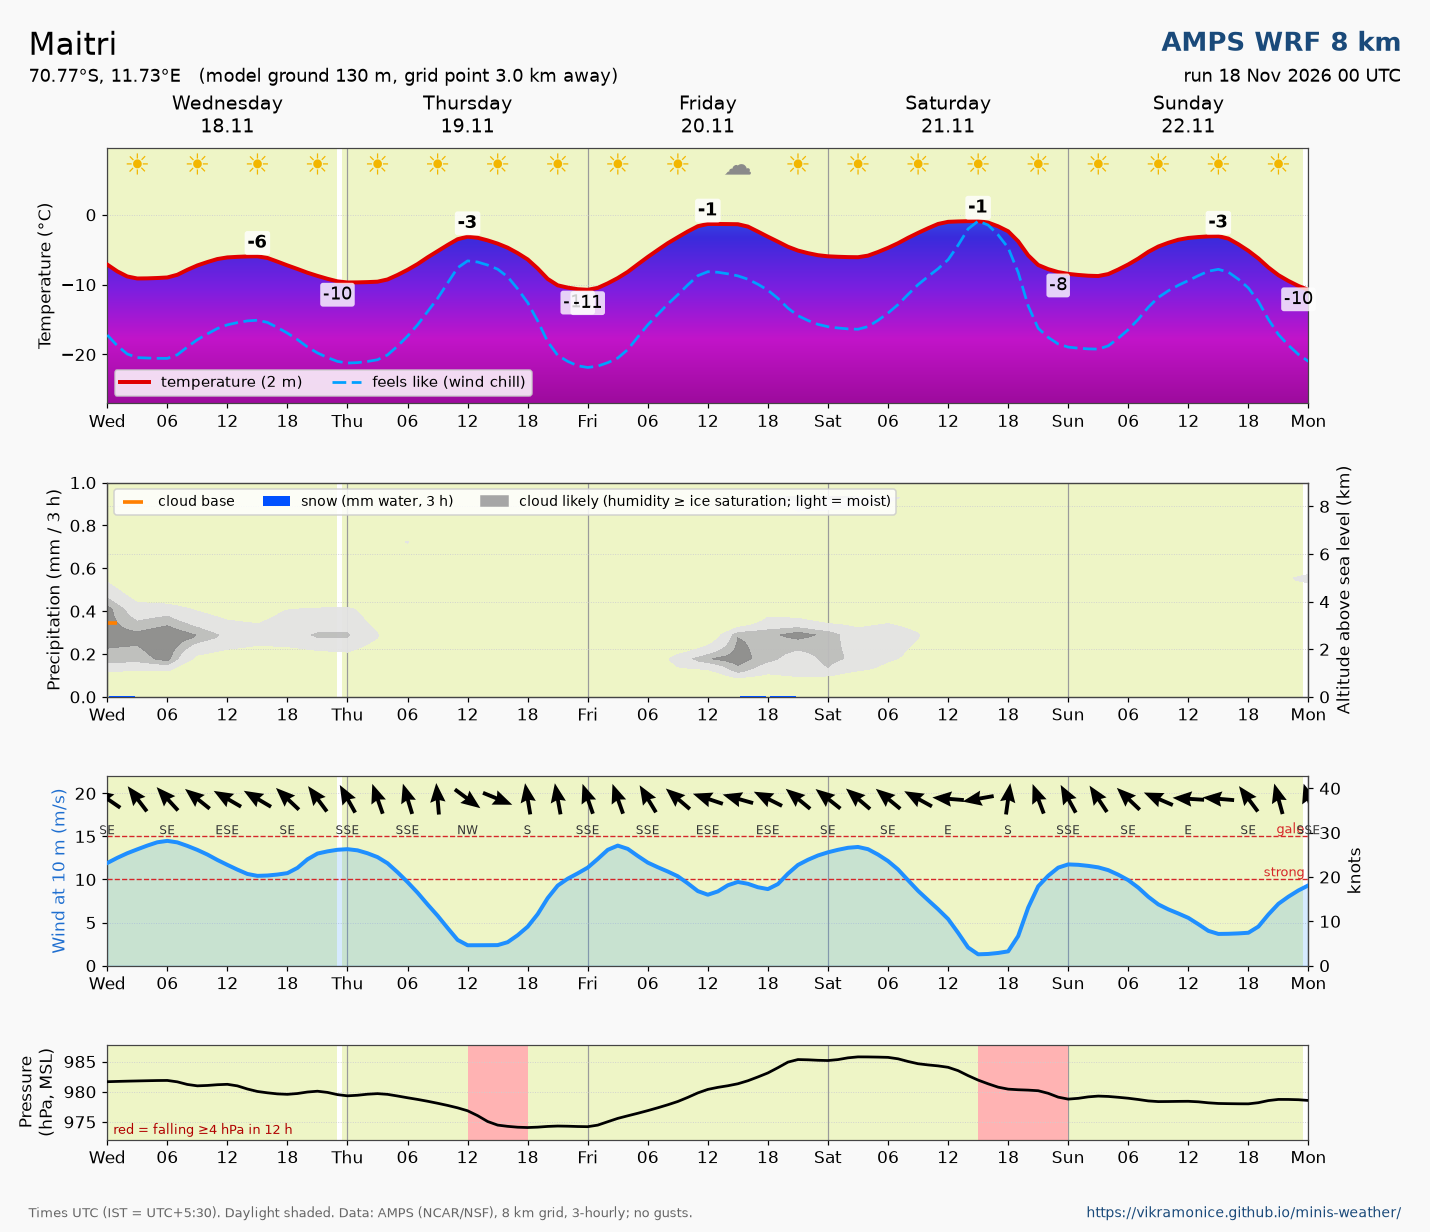 Maitri
AMPS WRF 8 km
70.77°S, 11.73°E (model ground 130 m, grid point 3.0 km away)
run 18 Nov 2026 00 UTC
Wednesday Thursday Friday Saturday Sunday
18.11 19.11 20.11 21.11 22.11
Temperature (°C)
0
−10
−20
-6
-10
-3
-11
-1
-1
-8
-3
-10
temperature (2 m) feels like (wind chill)
Wed 06 12 18 Thu 06 12 18 Fri 06 12 18 Sat 06 12 18 Sun 06 12 18 Mon
Precipitation (mm / 3 h)
1.0
0.8
0.6
0.4
0.2
0.0
cloud base snow (mm water, 3 h) cloud likely (humidity ≥ ice saturation; light = moist)
8
6
4
2
0
Altitude above sea level (km)
Wed 06 12 18 Thu 06 12 18 Fri 06 12 18 Sat 06 12 18 Sun 06 12 18 Mon
Wind at 10 m (m/s)
20
15
10
5
0
SE SE ESE SE SSE SSE NW S SSE SSE ESE ESE SE SE E S SSE SE E SE SSE
gale
strong
40
30
20
10
0
knots
Wed 06 12 18 Thu 06 12 18 Fri 06 12 18 Sat 06 12 18 Sun 06 12 18 Mon
Pressure
(hPa, MSL)
985
980
975
red = falling ≥4 hPa in 12 h
Wed 06 12 18 Thu 06 12 18 Fri 06 12 18 Sat 06 12 18 Sun 06 12 18 Mon
Times UTC (IST = UTC+5:30). Daylight shaded. Data: AMPS (NCAR/NSF), 8 km grid, 3-hourly; no gusts.
https://vikramonice.github.io/minis-weather/